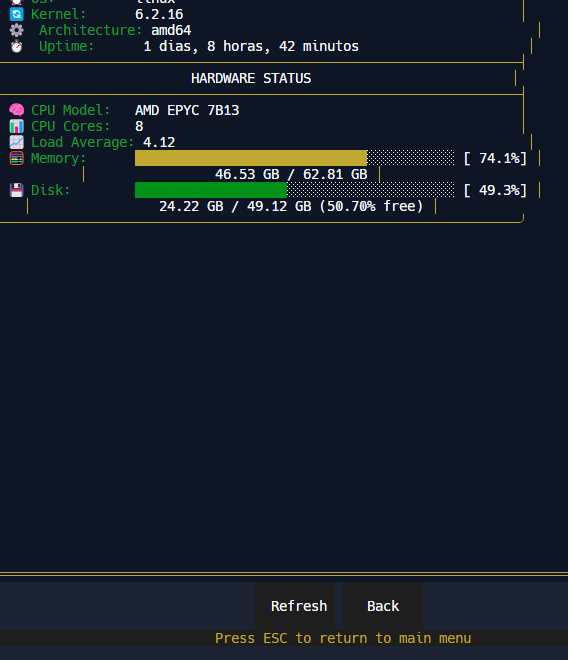 OS: linux
Kernel: 6.2.16
Architecture: amd64
Uptime: 1 dias, 8 horas, 42 minutos
HARDWARE STATUS
CPU Model: AMD EPYC 7B13
CPU Cores: 8
Load Average: 4.12
Memory: [ 74.1%]
46.53 GB / 62.81 GB
Disk: [ 49.3%]
24.22 GB / 49.12 GB (50.70% free)
Refresh Back
Press ESC to return to main menu